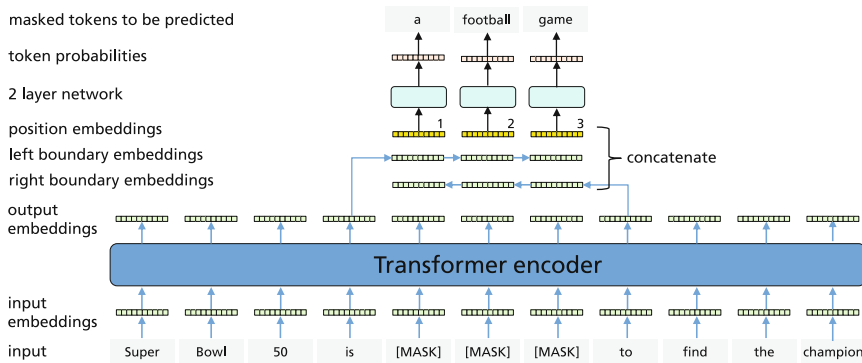 masked tokens to be predicted a football game
token probabilities
2 layer network
position embeddings 1 2 3
left boundary embeddings
concatenate
right boundary embeddings
output
embeddings
Transformer encoder
input
embeddings
input Super Bowl 50 is [MASK] [MASK] [MASK] to find the champion